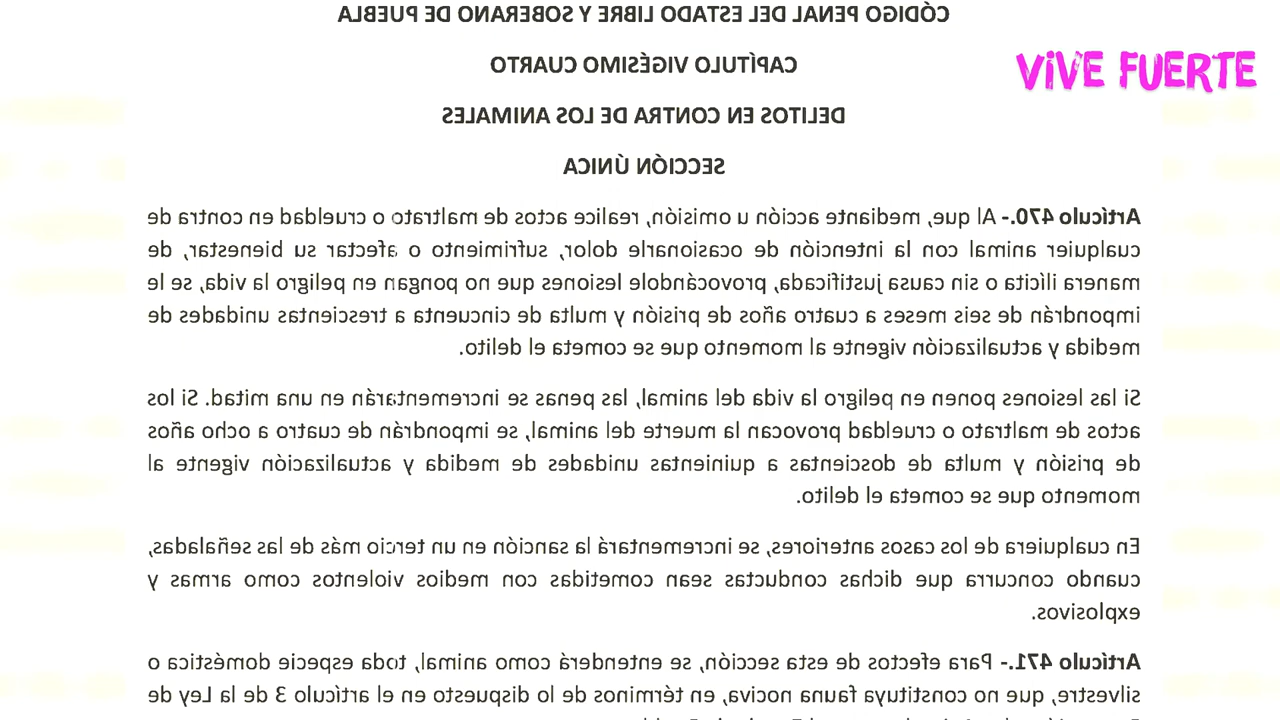 CÓDIGO PENAL DEL ESTADO LIBRE Y SOBERANO DE PUEBLA
CAPÍTULO VIGÉSIMO CUARTO
VIVE FUERTE
DELITOS EN CONTRA DE LOS ANIMALES
SECCIÓN ÚNICA
Artículo 470.- Al que, mediante acción u omisión, realice actos de maltrato o crueldad en contra de
cualquier animal con la intención de ocasionarle dolor, sufrimiento o afectar su bienestar, de
manera ilícita o sin causa justificada, provocándole lesiones que no pongan en peligro la vida, se le
impondrán de seis meses a cuatro años de prisión y multa de cincuenta a trescientas unidades de
medida y actualización vigente al momento que se cometa el delito.
Si las lesiones ponen en peligro la vida del animal, las penas se incrementarán en una mitad. Si los
actos de maltrato o crueldad provocan la muerte del animal, se impondrán de cuatro a ocho años
de prisión y multa de doscientas a quinientas unidades de medida y actualización vigente al
momento que se cometa el delito.
En cualquiera de los casos anteriores, se incrementará la sanción en un tercio más de las señaladas,
cuando concurra que dichas conductas sean cometidas con medios violentos como armas y
explosivos.
Artículo 471.- Para efectos de esta sección, se entenderá como animal, toda especie doméstica o
silvestre, que no constituya fauna nociva, en términos de lo dispuesto en el artículo 3 de la Ley de